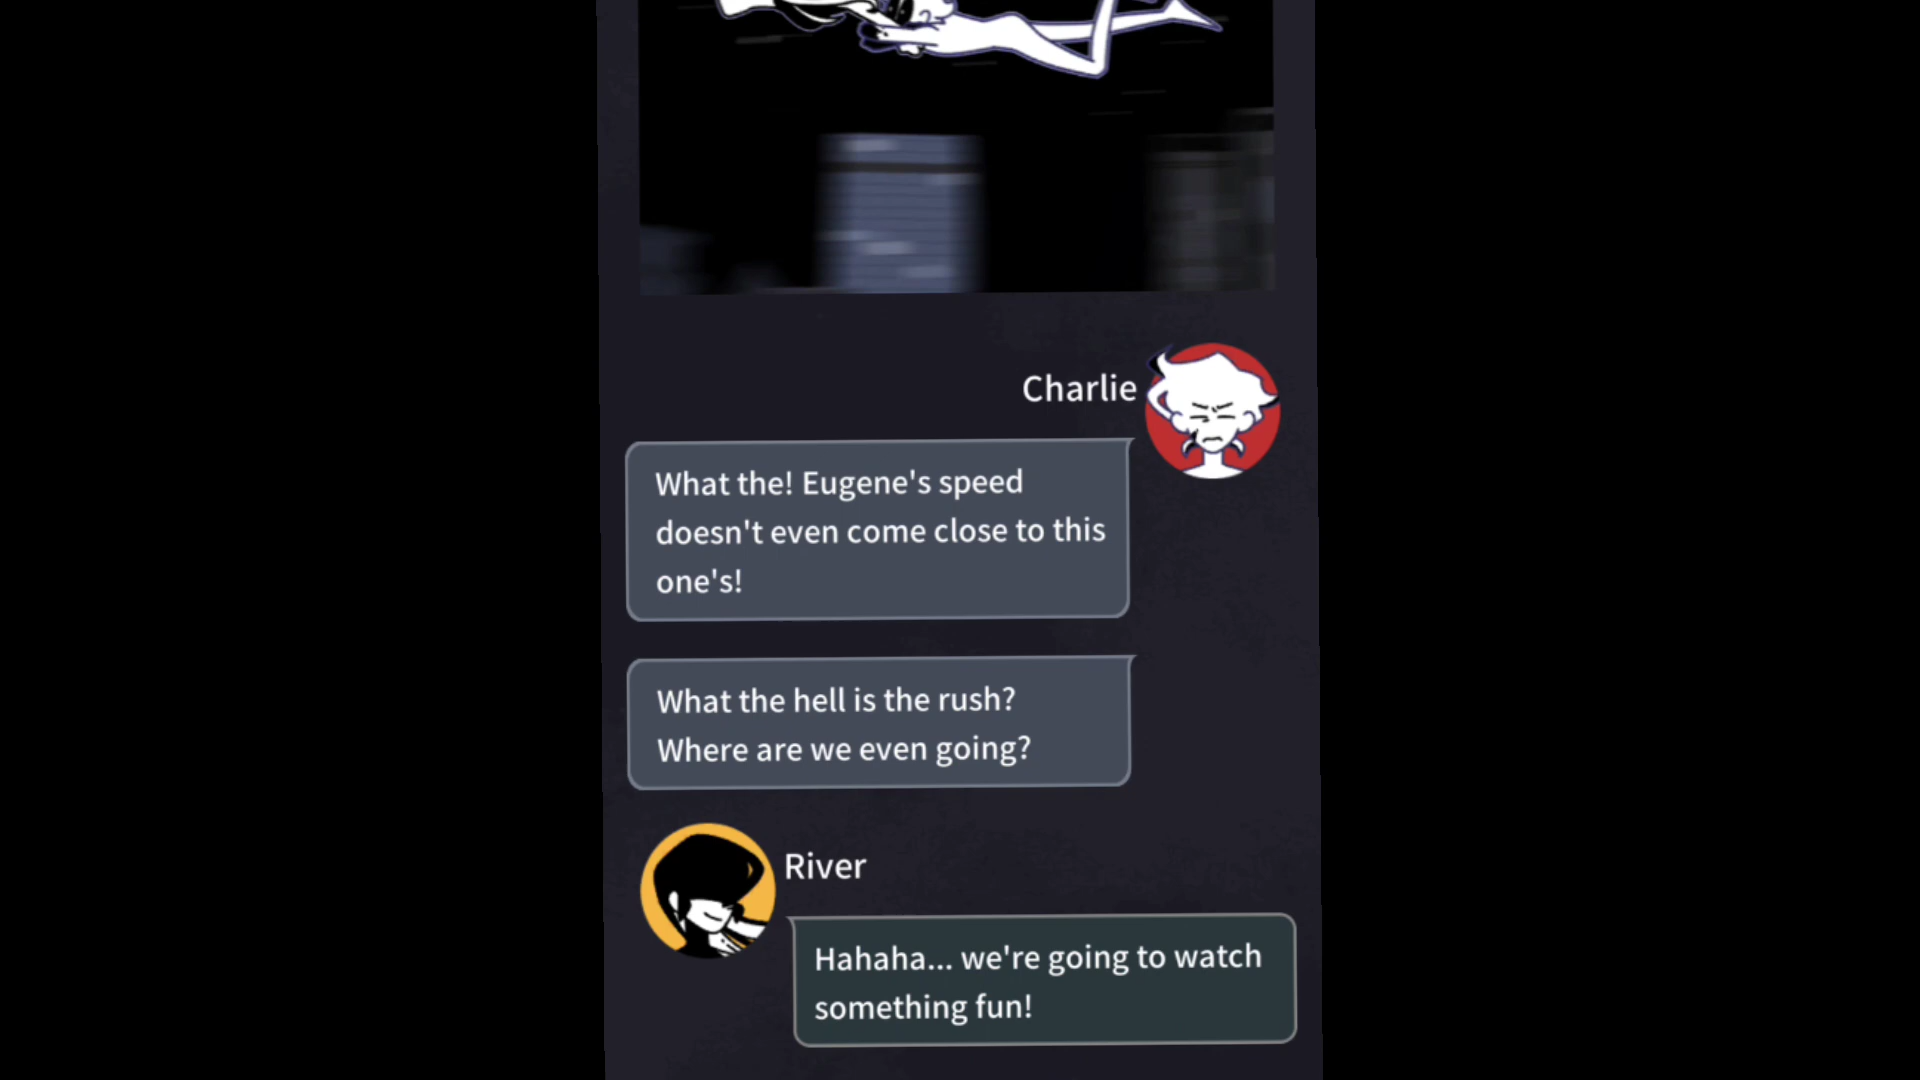 Charlie
What the! Eugene's speed
doesn't even come close to this
one's!
What the hell is the rush?
Where are we even going?
River
Hahaha... we're going to watch
something fun!